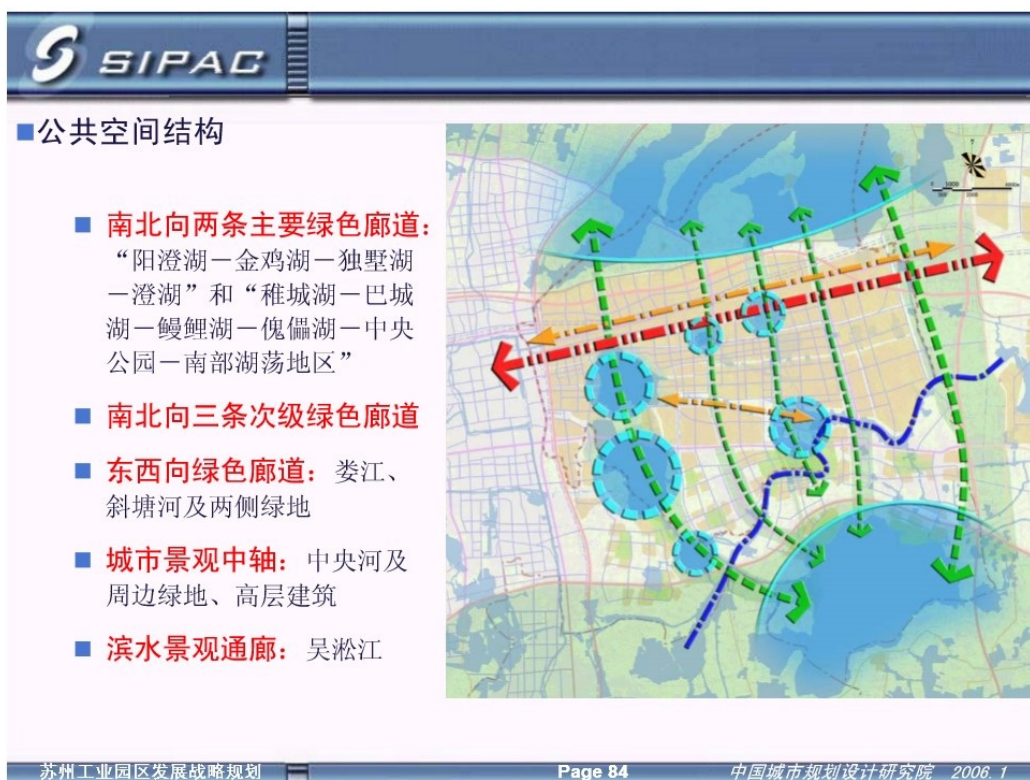 SIPAC
■公共空间结构
■ 南北向两条主要绿色廊道：
“阳澄湖－金鸡湖－独墅湖
－澄湖”和“稚城湖－巴城
湖－鳗鲤湖－傀儡湖－中央
公园－南部湖荡地区”
■ 南北向三条次级绿色廊道
■ 东西向绿色廊道：娄江、
斜塘河及两侧绿地
■ 城市景观中轴：中央河及
周边绿地、高层建筑
■ 滨水景观通廊：吴淞江
苏州工业园区发展战略规划
Page 84
中国城市规划设计研究院 2006.1